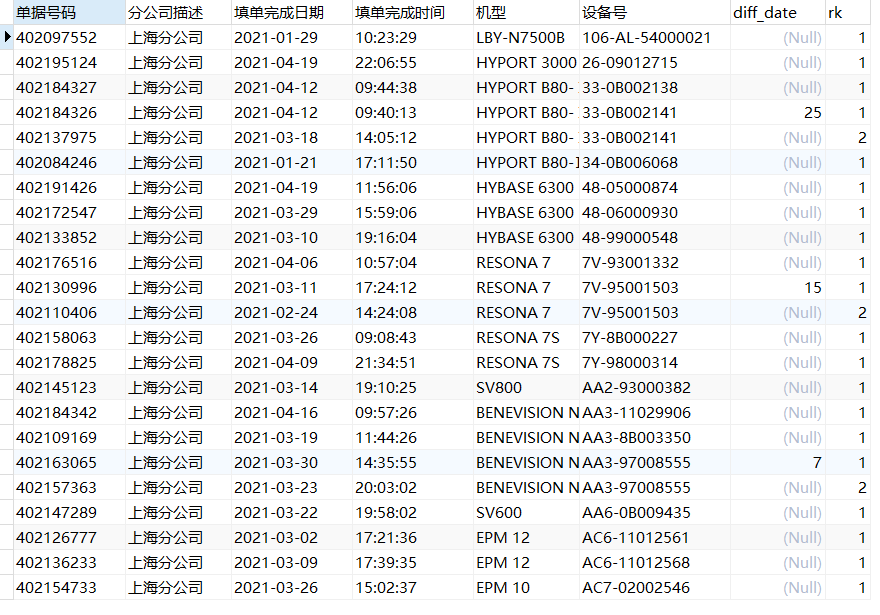 单据号码 分公司描述 填单完成日期 填单完成时间 机型 设备号 diff_date rk
402097552 上海分公司 2021-01-29 10:23:29 LBY-N7500B 106-AL-54000021 (Null) 1
402195124 上海分公司 2021-04-19 22:06:55 HYPORT 3000 26-09012715 (Null) 1
402184327 上海分公司 2021-04-12 09:44:38 HYPORT B80- 33-0B002138 (Null) 1
402184326 上海分公司 2021-04-12 09:40:13 HYPORT B80- 33-0B002141 25 1
402137975 上海分公司 2021-03-18 14:05:12 HYPORT B80- 33-0B002141 (Null) 2
402084246 上海分公司 2021-01-21 17:11:50 HYPORT B80-1 34-0B006068 (Null) 1
402191426 上海分公司 2021-04-19 11:56:06 HYBASE 6300 48-05000874 (Null) 1
402172547 上海分公司 2021-03-29 15:59:06 HYBASE 6300 48-06000930 (Null) 1
402133852 上海分公司 2021-03-10 19:16:04 HYBASE 6300 48-99000548 (Null) 1
402176516 上海分公司 2021-04-06 10:57:04 RESONA 7 7V-93001332 (Null) 1
402130996 上海分公司 2021-03-11 17:24:12 RESONA 7 7V-95001503 15 1
402110406 上海分公司 2021-02-24 14:24:08 RESONA 7 7V-95001503 (Null) 2
402158063 上海分公司 2021-03-26 09:08:43 RESONA 7S 7Y-8B000227 (Null) 1
402178825 上海分公司 2021-04-09 21:34:51 RESONA 7S 7Y-98000314 (Null) 1
402145123 上海分公司 2021-03-14 19:10:25 SV800 AA2-93000382 (Null) 1
402184342 上海分公司 2021-04-16 09:57:26 BENEVISION N AA3-11029906 (Null) 1
402109169 上海分公司 2021-03-19 11:44:26 BENEVISION N AA3-8B003350 (Null) 1
402163065 上海分公司 2021-03-30 14:35:55 BENEVISION N AA3-97008555 7 1
402157363 上海分公司 2021-03-23 20:03:02 BENEVISION N AA3-97008555 (Null) 2
402147289 上海分公司 2021-03-22 19:58:02 SV600 AA6-0B009435 (Null) 1
402126777 上海分公司 2021-03-02 17:21:36 EPM 12 AC6-11012561 (Null) 1
402136233 上海分公司 2021-03-09 17:39:35 EPM 12 AC6-11012568 (Null) 1
402154733 上海分公司 2021-03-26 15:02:37 EPM 10 AC7-02002546 (Null) 1